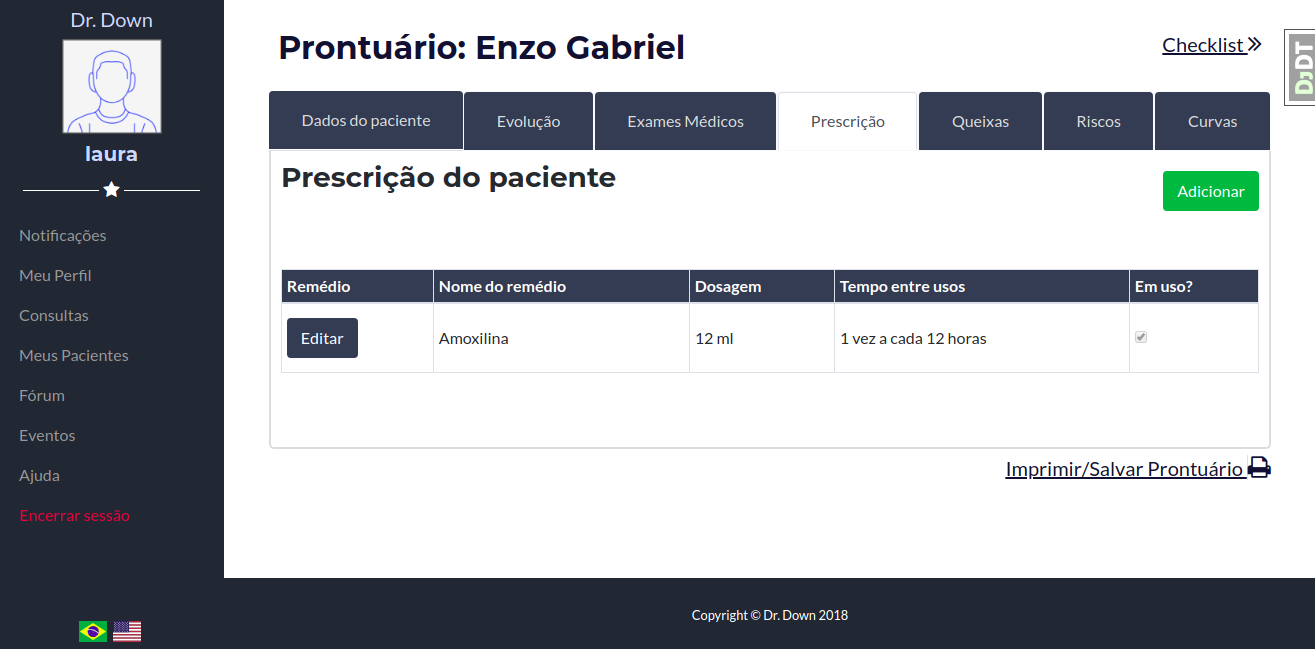 Dr. Down
laura
Notificações
Meu Perfil
Consultas
Meus Pacientes
Fórum
Eventos
Ajuda
Encerrar sessão
Prontuário: Enzo Gabriel
Checklist
DjDT
Dados do paciente Evolução Exames Médicos Prescrição Queixas Riscos Curvas
Prescrição do paciente
Adicionar
Remédio Nome do remédio Dosagem Tempo entre usos Em uso?
Editar Amoxilina 12 ml 1 vez a cada 12 horas
Imprimir/Salvar Prontuário
Copyright © Dr. Down 2018